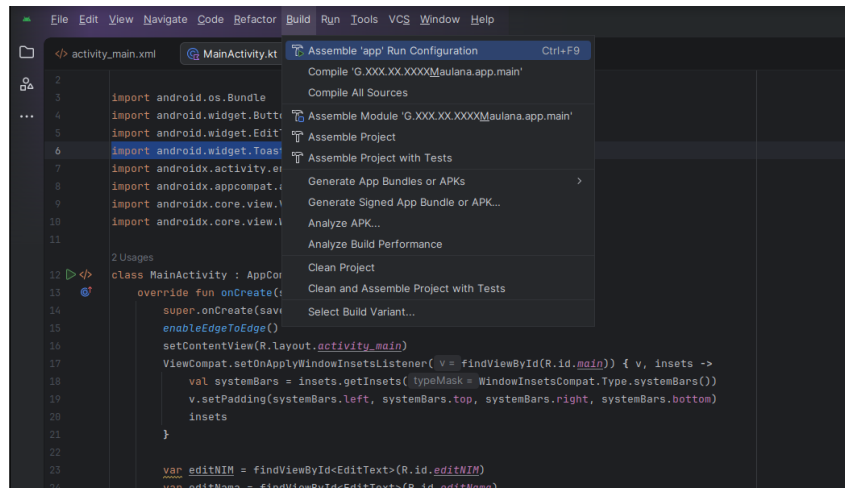 File Edit View Navigate Code Refactor Build Run Tools VCS Window Help
activity_main.xml MainActivity.kt
Assemble 'app' Run Configuration Ctrl+F9
Compile 'G.XXX.XX.XXXXMaulana.app.main'
Compile All Sources
Assemble Module 'G.XXX.XX.XXXXMaulana.app.main'
Assemble Project
Assemble Project with Tests
Generate App Bundles or APKs
Generate Signed App Bundle or APK...
Analyze APK...
Analyze Build Performance
Clean Project
Clean and Assemble Project with Tests
Select Build Variant...
2
3 import android.os.Bundle
4 import android.widget.Butt
5 import android.widget.Edit
6 import android.widget.Toas
7 import androidx.activity.e
8 import androidx.appcompat.a
9 import androidx.core.view.
10 import androidx.core.view.
11
2 Usages
12 class MainActivity : AppCo
13 override fun onCreate(
14 super.onCreate(sav
15 enableEdgeToEdge()
16 setContentView(R.layout.activity_main)
17 ViewCompat.setOnApplyWindowInsetsListener( v = findViewById(R.id.main)) { v, insets ->
18 val systemBars = insets.getInsets( typeMask = WindowInsetsCompat.Type.systemBars())
19 v.setPadding(systemBars.left, systemBars.top, systemBars.right, systemBars.bottom)
20 insets
21 }
22
23 var editNIM = findViewById<EditText>(R.id.editNIM)
24 var editNama = findViewById<EditText>(R.id.editNama)